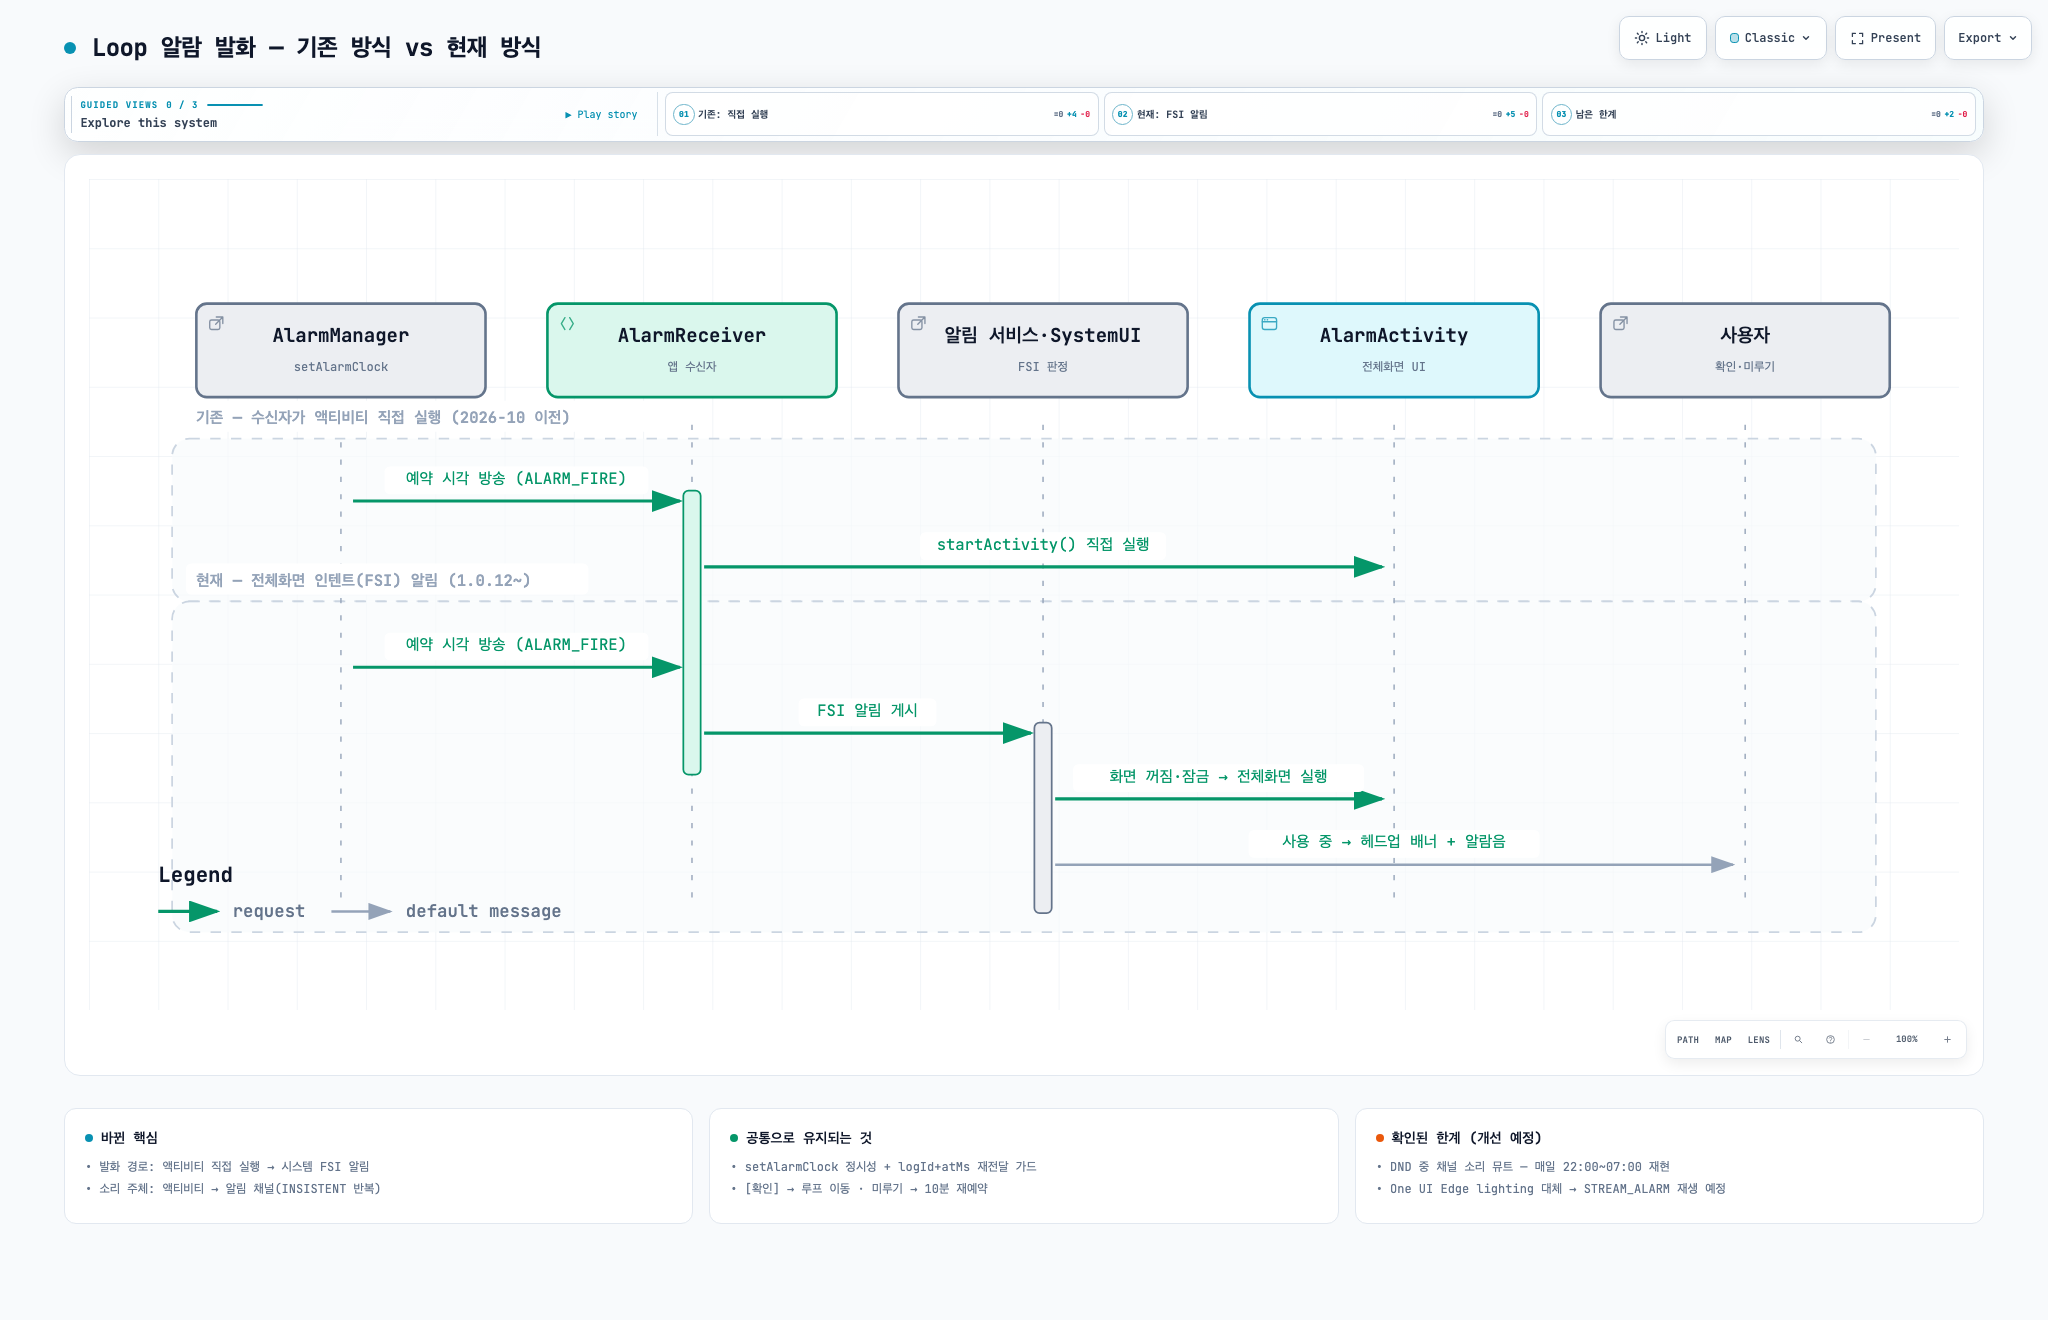 Loop 알람 발화 — 기존 방식 vs 현재 방식
Light
Classic
Present
Export
GUIDED VIEWS 0 / 3
Explore this system
▶ Play story
01 기존: 직접 실행
=0 +4 -0
02 현재: FSI 알림
=0 +5 -0
03 남은 한계
=0 +2 -0
AlarmManager
setAlarmClock
AlarmReceiver
앱 수신자
알림 서비스·SystemUI
FSI 판정
AlarmActivity
전체화면 UI
사용자
확인·미루기
기존 — 수신자가 액티비티 직접 실행 (2026-10 이전)
예약 시각 방송 (ALARM_FIRE)
startActivity() 직접 실행
현재 — 전체화면 인텐트(FSI) 알림 (1.0.12~)
예약 시각 방송 (ALARM_FIRE)
FSI 알림 게시
화면 꺼짐·잠금 → 전체화면 실행
사용 중 → 헤드업 배너 + 알람음
Legend
request
default message
PATH
MAP
LENS
100%
바뀐 핵심
• 발화 경로: 액티비티 직접 실행 → 시스템 FSI 알림
• 소리 주체: 액티비티 → 알림 채널(INSISTENT 반복)
공통으로 유지되는 것
• setAlarmClock 정시성 + logId+atMs 재전달 가드
• [확인] → 루프 이동 · 미루기 → 10분 재예약
확인된 한계 (개선 예정)
• DND 중 채널 소리 뮤트 — 매일 22:00~07:00 재현
• One UI Edge lighting 대체 → STREAM_ALARM 재생 예정